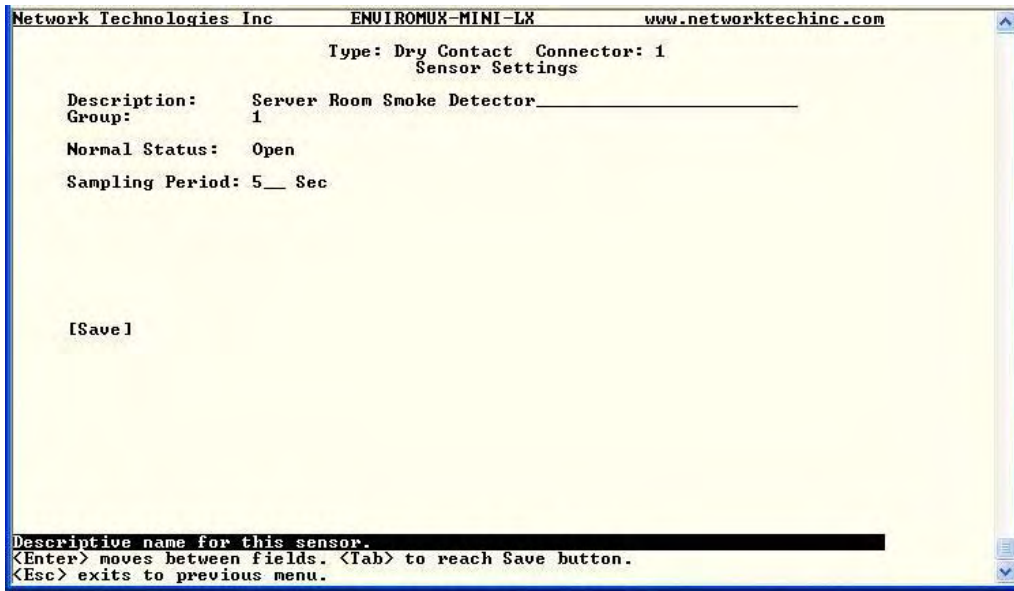 Network Technologies Inc ENVIROMUX-MINI-LX www.networktechinc.com
Type: Dry Contact Connector: 1
Sensor Settings
Description: Server Room Smoke Detector
Group: 1
Normal Status: Open
Sampling Period: 5__ Sec
[Save]
Descriptive name for this sensor.
<Enter> moves between fields. <Tab> to reach Save button.
<Esc> exits to previous menu.